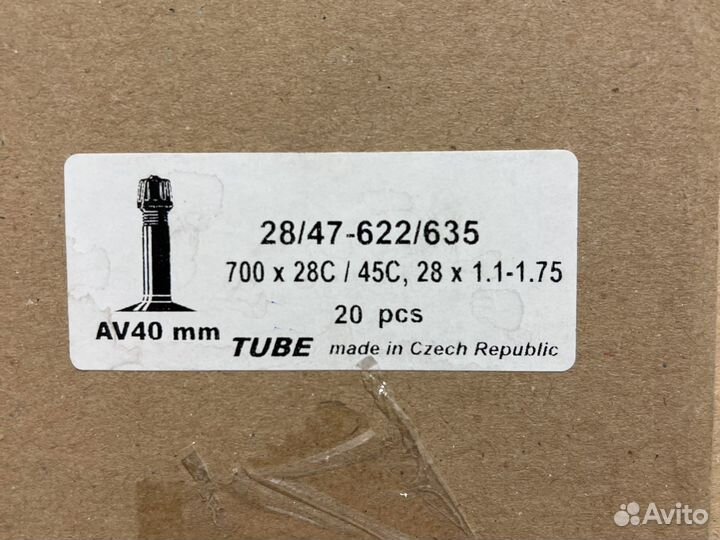 28/47-622/635
700 x 28C / 45C, 28 x 1.1-1.75
20 pcs
AV40 mm
TUBE made in Czech Republic
Avito